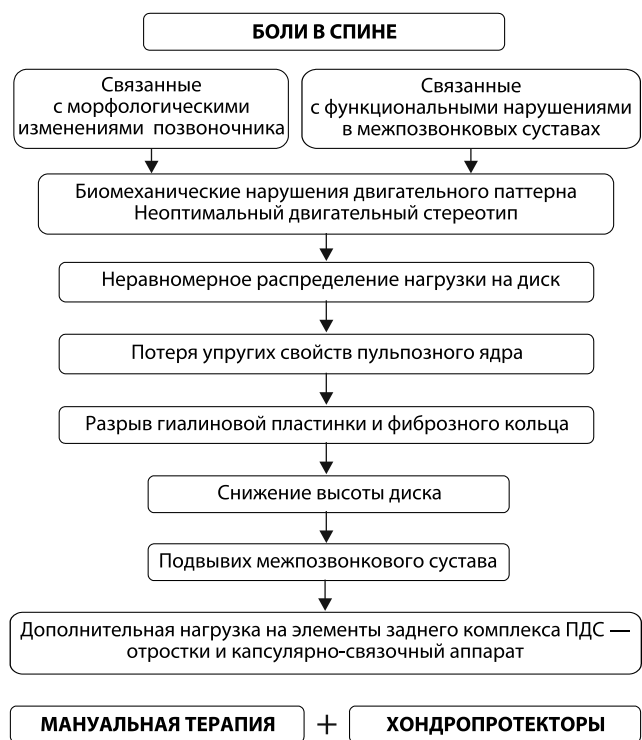 БОЛИ В СПИНЕ
Связанные
с морфологическими
изменениями позвоночника
Связанные
с функциональными нарушениями
в межпозвонковых суставах
Биомеханические нарушения двигательного паттерна
Неоптимальный двигательный стереотип
Неравномерное распределение нагрузки на диск
Потеря упругих свойств пульпозного ядра
Разрыв гиалиновой пластинки и фиброзного кольца
Снижение высоты диска
Подвывих межпозвонкового сустава
Дополнительная нагрузка на элементы заднего комплекса ПДС —
отростки и капсулярно-связочный аппарат
МАНУАЛЬНАЯ ТЕРАПИЯ + ХОНДРОПРОТЕКТОРЫ